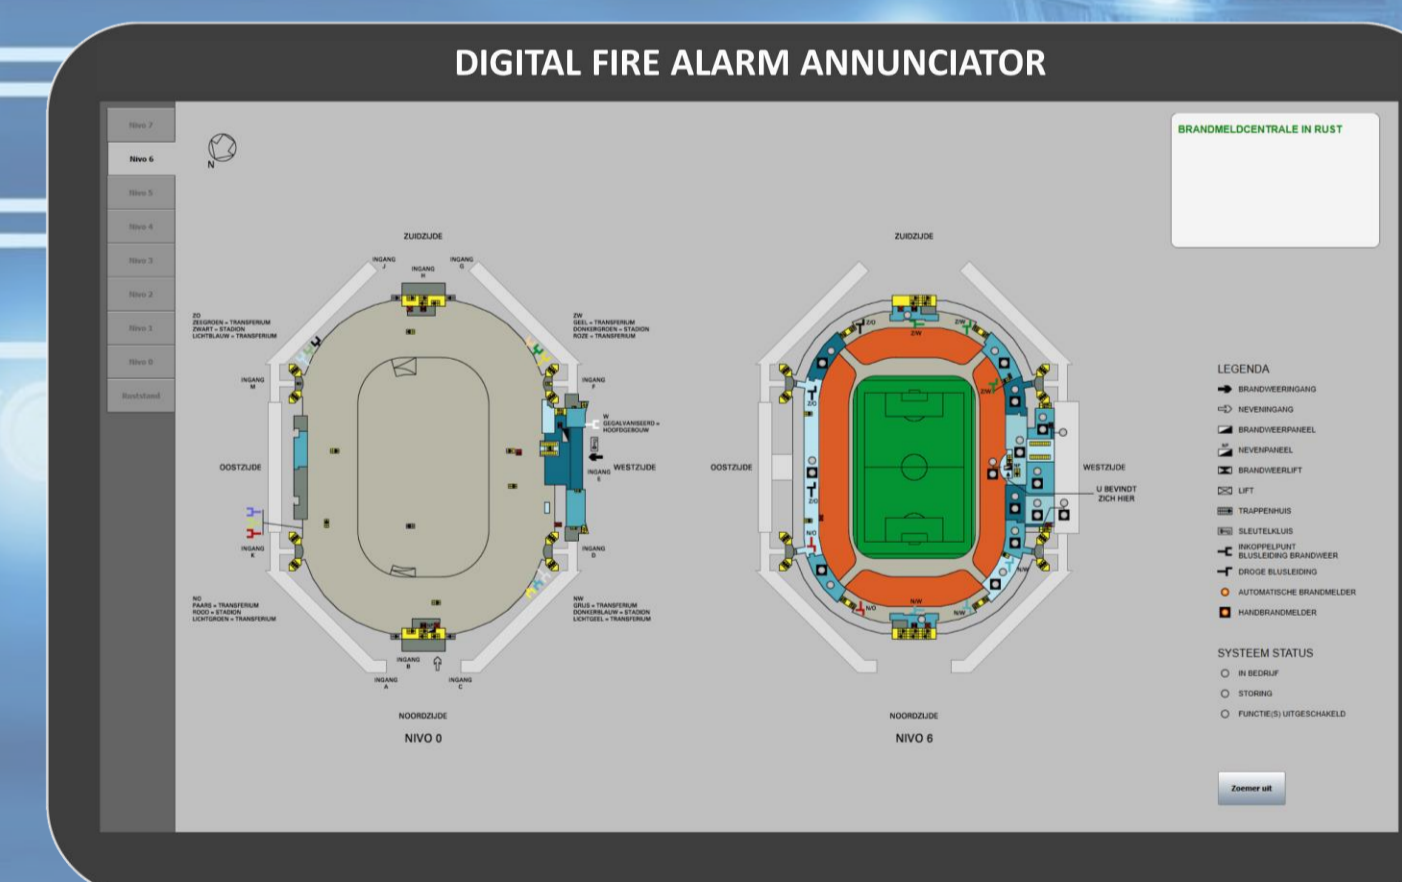 DIGITAL FIRE ALARM ANNUNCIATOR
Nivo 7
Nivo 6
Nivo 5
Nivo 4
Nivo 3
Nivo 2
Nivo 1
Nivo 0
Ruststand
N
BRANDMELDCENTRALE IN RUST
ZUIDZIJDE
INGANG
J
INGANG
H
INGANG
G
ZO
ZEEGROEN = TRANSFERIUM
ZWART = STADION
LICHTBLAUW = TRANSFERIUM
ZW
GEEL = TRANSFERIUM
DONKERGROEN = STADION
ROZE = TRANSFERIUM
INGANG
M
INGANG
F
W
GEGALVANISEERD =
HOOFDGEBOUW
OOSTZIJDE
WESTZIJDE
INGANG
E
INGANG
K
INGANG
D
NO
PAARS = TRANSFERIUM
ROOD = STADION
LICHTGROEN = TRANSFERIUM
NW
GRIJS = TRANSFERIUM
DONKERBLAUW = STADION
LICHTGEEL = TRANSFERIUM
INGANG
B
INGANG
A
INGANG
C
NOORDZIJDE
NIVO 0
ZUIDZIJDE
Z/O
Z/W
Z/W
Z/W
Z/O
OOSTZIJDE
WESTZIJDE
U BEVINDT
ZICH HIER
Z/O
N/O
N/W
N/O
N/W
N/W
NOORDZIJDE
NIVO 6
LEGENDA
BRANDWEERINGANG
NEVENINGANG
BRANDWEERPANEEL
NP
NEVENPANEEL
BRANDWEERLIFT
LIFT
TRAPPENHUIS
SLEUTELKLUIS
INKOPPELPUNT
BLUSLEIDING BRANDWEER
DROGE BLUSLEIDING
AUTOMATISCHE BRANDMELDER
HANDBRANDMELDER
SYSTEEM STATUS
IN BEDRIJF
STORING
FUNCTIE(S) UITGESCHAKELD
Zoemer uit